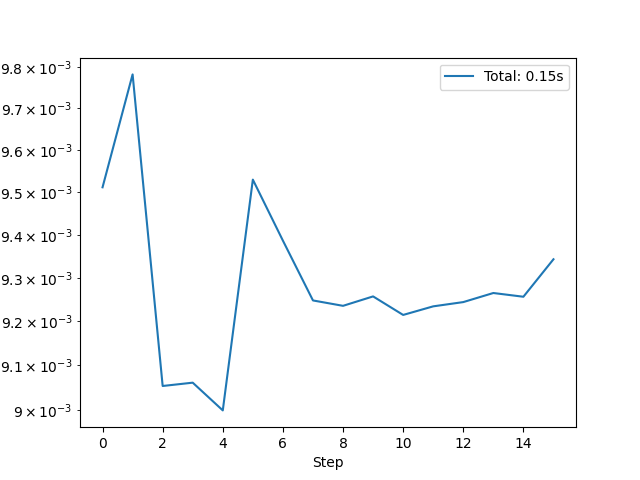 9.8 × 10⁻³
9.7 × 10⁻³
9.6 × 10⁻³
9.5 × 10⁻³
9.4 × 10⁻³
9.3 × 10⁻³
9.2 × 10⁻³
9.1 × 10⁻³
9 × 10⁻³
Total: 0.15s
0 2 4 6 8 10 12 14
Step